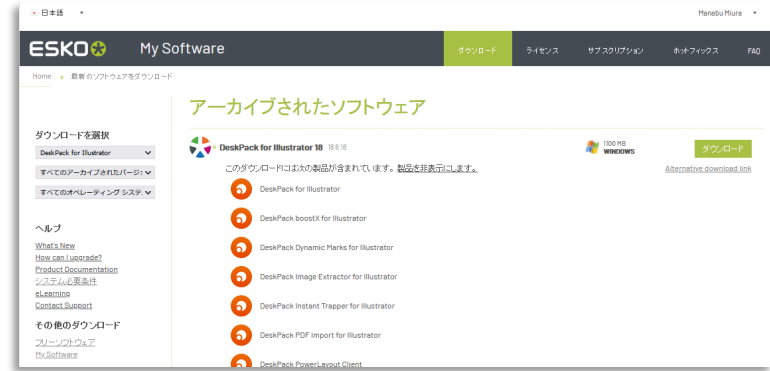 日本語
Manabu Miura
ESKO
My Software
ダウンロード
ライセンス
サブスクリプション
ホットフィックス
FAQ
Home
最新のソフトウェアをダウンロード
アーカイブされたソフトウェア
ダウンロードを選択
DeskPack for Illustrator
すべてのアーカイブされたバージ:
すべてのオペレーティング システ.
DeskPack for Illustrator 18 18.6.18
1100 MB
WINDOWS
ダウンロード
Alternative download link
このダウンロードには次の製品が含まれています。製品を非表示にします。
DeskPack for Illustrator
DeskPack boostX for Illustrator
DeskPack Dynamic Marks for Illustrator
DeskPack Image Extractor for Illustrator
DeskPack Instant Trapper for Illustrator
DeskPack PDF Import for Illustrator
DeskPack PowerLayout Client
ヘルプ
What's New
How can I upgrade?
Product Documentation
システム必要条件
eLearning
Contact Support
その他のダウンロード
フリーソフトウェア
My Software